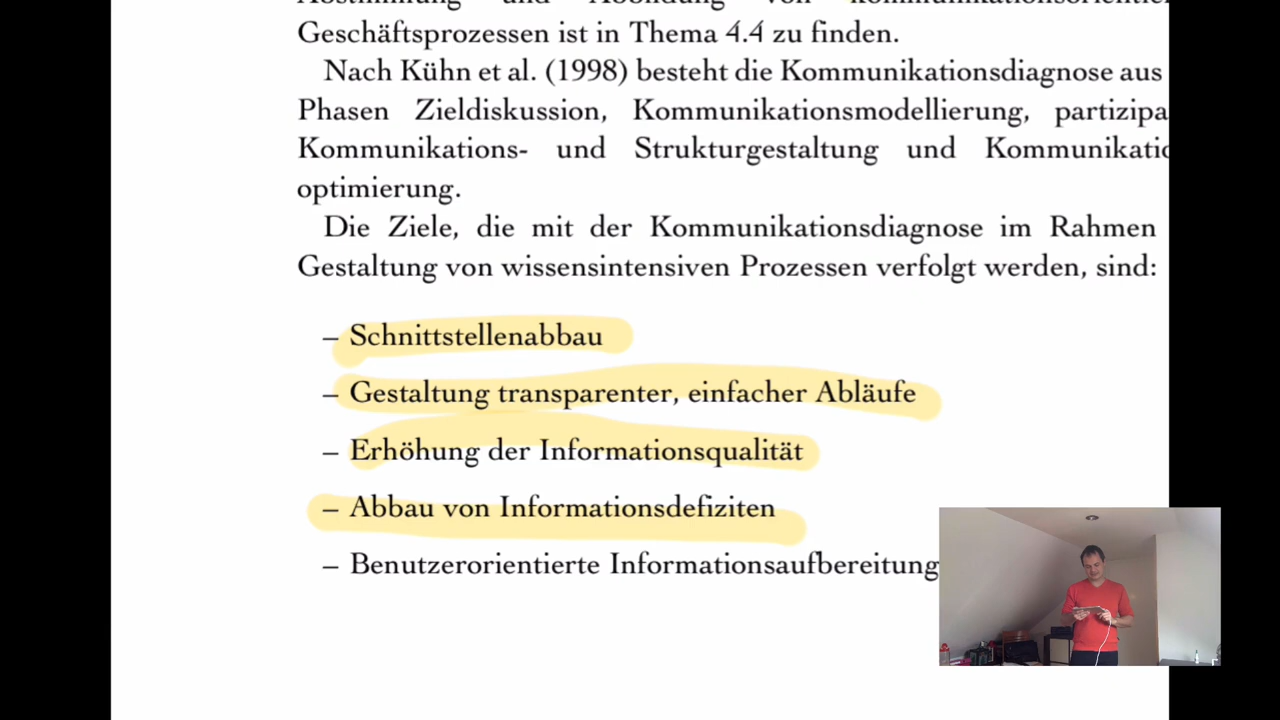 Geschäftsprozessen ist in Thema 4.4 zu finden.
Nach Kühn et al. (1998) besteht die Kommunikationsdiagnose aus
Phasen Zieldiskussion, Kommunikationsmodellierung, partizipa
Kommunikations- und Strukturgestaltung und Kommunikatio
optimierung.
Die Ziele, die mit der Kommunikationsdiagnose im Rahmen
Gestaltung von wissensintensiven Prozessen verfolgt werden, sind:
– Schnittstellenabbau
– Gestaltung transparenter, einfacher Abläufe
– Erhöhung der Informationsqualität
– Abbau von Informationsdefiziten
– Benutzerorientierte Informationsaufbereitung